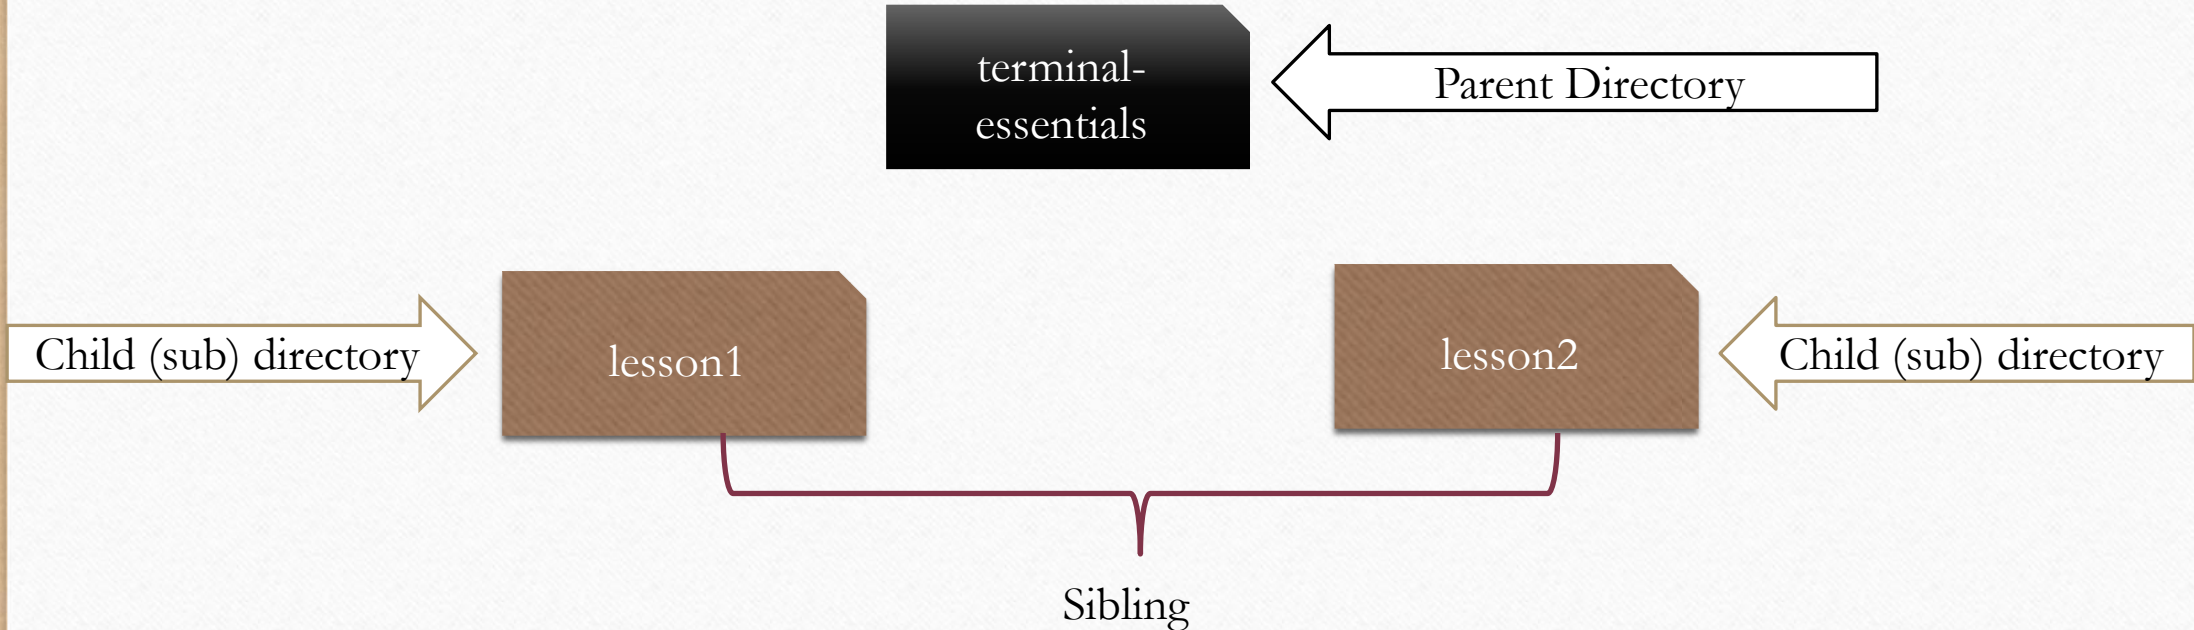 terminal-
essentials
Parent Directory
Child (sub) directory
lesson1
lesson2
Child (sub) directory
Sibling